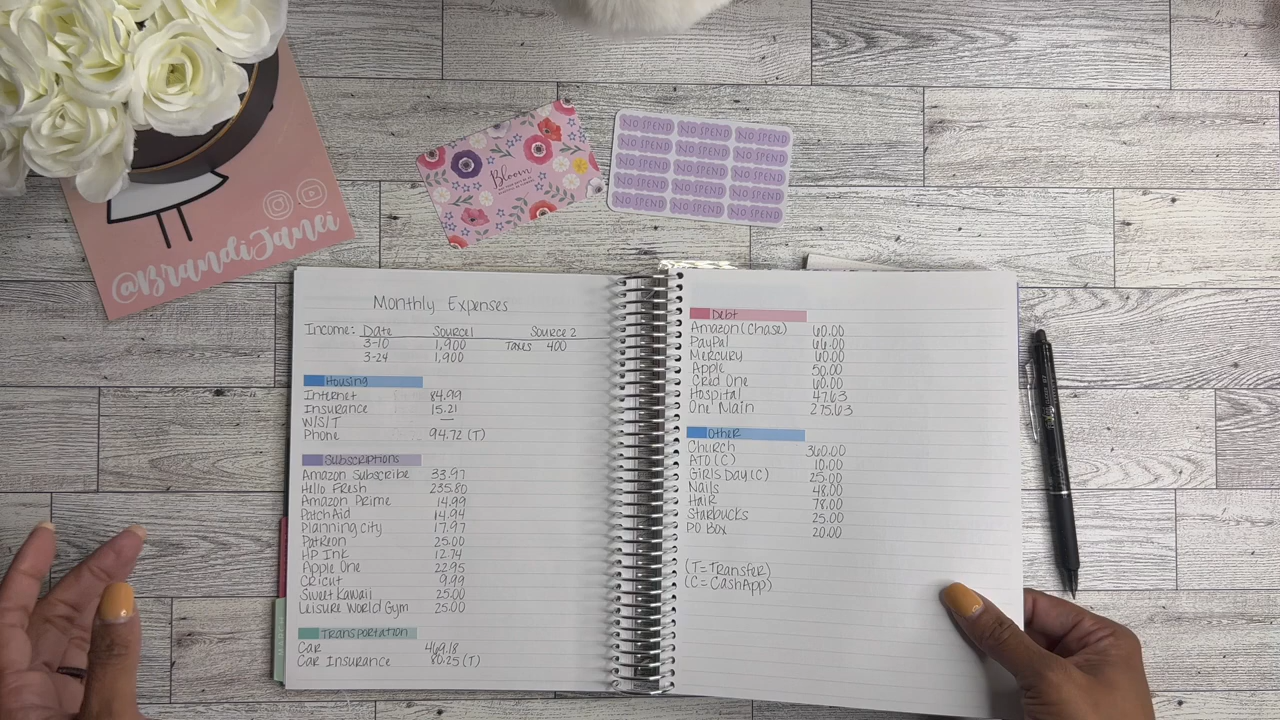 @BrandiJanei
Bloom
NO SPEND NO SPEND NO SPEND
NO SPEND NO SPEND NO SPEND
NO SPEND NO SPEND NO SPEND
NO SPEND NO SPEND NO SPEND
NO SPEND NO SPEND NO SPEND
Monthly Expenses
Income: Date Source 1 Source 2
3-10 1,900 Taxes 400
3-24 1,900
Housing
Internet 84.99
Insurance 15.21
W/S/T —
Phone 94.72 (T)
Subscriptions
Amazon Subscribe 33.97
Hello Fresh 235.80
Amazon Prime 14.99
PatchAid 14.94
Planning city 17.97
Patreon 25.00
HP Ink 12.74
Apple One 22.95
Cricut 9.99
Sweet Kawaii 25.00
Leisure World Gym 25.00
Transportation
Car 469.18
Car Insurance 80.25 (T)
Debt
Amazon (Chase) 60.00
PayPal 66.00
Mercury 60.00
Apple 50.00
Cred One 60.00
Hospital 47.63
One Main 275.63
Other
Church 360.00
ATO (C) 10.00
Girls Day (C) 25.00
Nails 48.00
Hair 78.00
Starbucks 25.00
PO Box 20.00
(T=Transfer)
(C=CashApp)